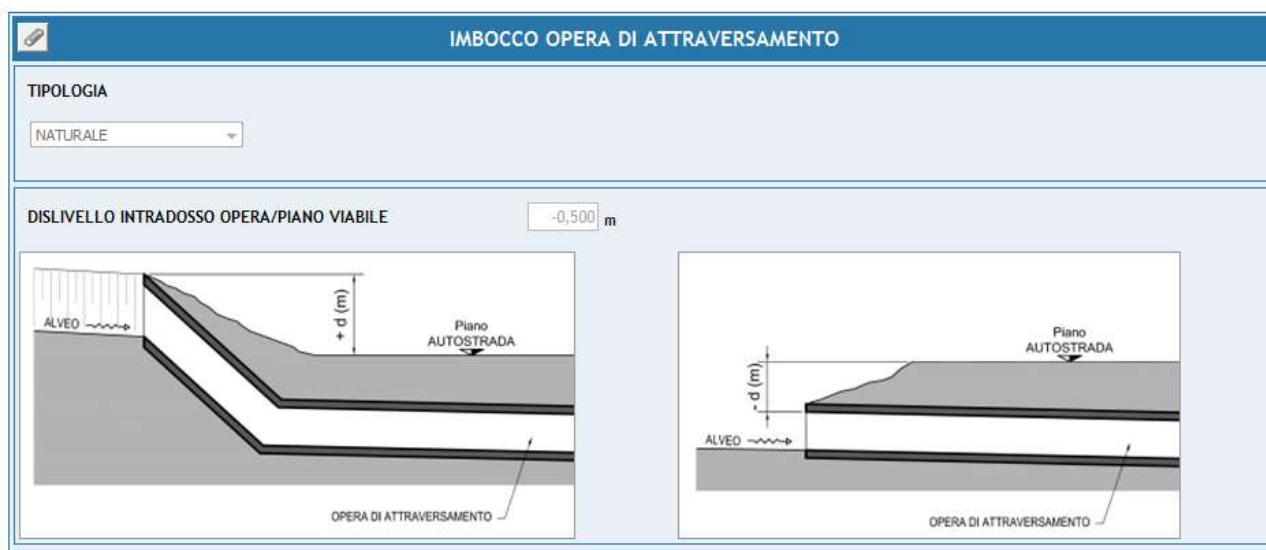 IMBOCCO OPERA DI ATTRAVERSAMENTO
TIPOLOGIA
NATURALE
DISLIVELLO INTRADOSSO OPERA/PIANO VIABILE -0,500 m
ALVEO
+ d (m)
Piano
AUTOSTRADA
OPERA DI ATTRAVERSAMENTO
- d (m)
Piano
AUTOSTRADA
ALVEO
OPERA DI ATTRAVERSAMENTO